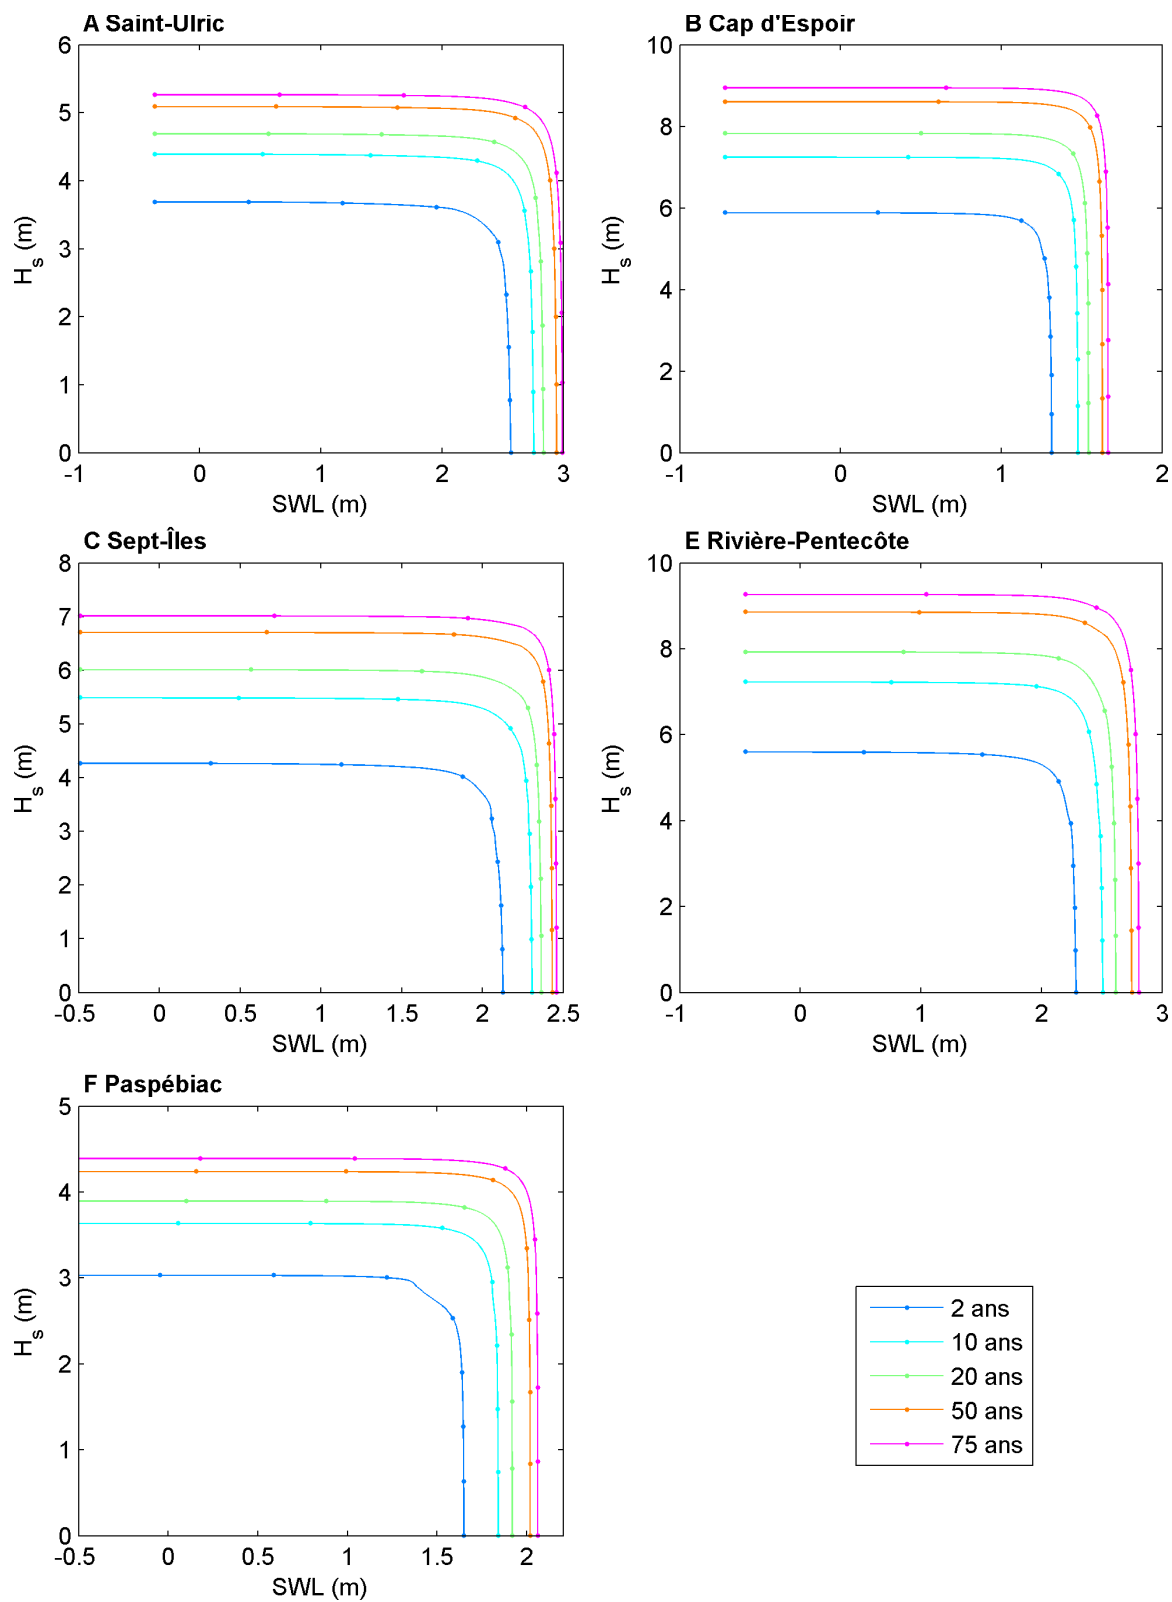 A Saint-Ulric
6
5
4
3
2
1
0
H_s (m)
-1 0 1 2 3
SWL (m)
B Cap d'Espoir
10
8
6
4
2
0
H_s (m)
-1 0 1 2
SWL (m)
C Sept-Îles
8
7
6
5
4
3
2
1
0
H_s (m)
-0.5 0 0.5 1 1.5 2 2.5
SWL (m)
E Rivière-Pentecôte
10
8
6
4
2
0
H_s (m)
-1 0 1 2 3
SWL (m)
F Paspébiac
5
4
3
2
1
0
H_s (m)
-0.5 0 0.5 1 1.5 2
SWL (m)
2 ans
10 ans
20 ans
50 ans
75 ans